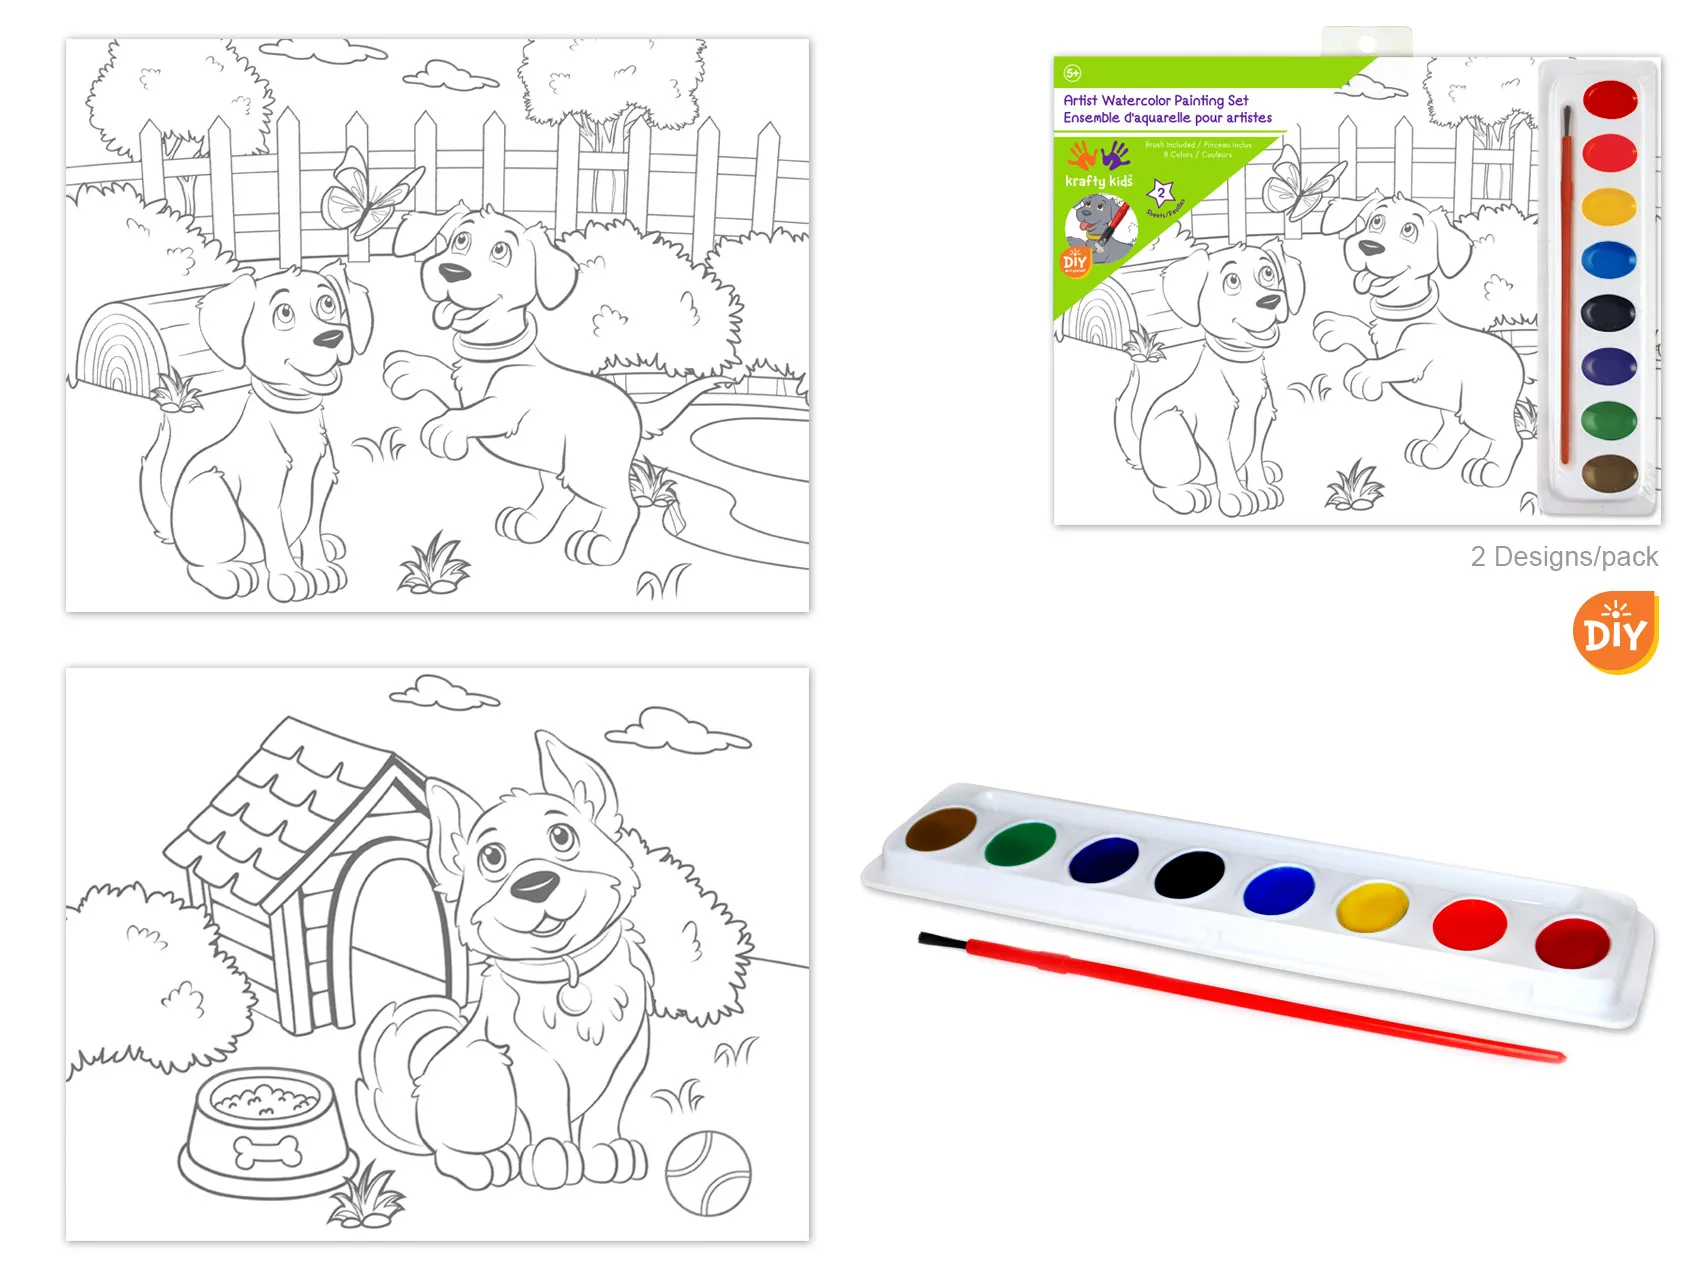 5+
Artist Watercolor Painting Set
Ensemble d'aquarelle pour artistes
Brush Included / Pinceau inclus
8 Colors / Couleurs
krafty kids
2
Sheets/Feuilles
DIY
2 Designs/pack
DIY